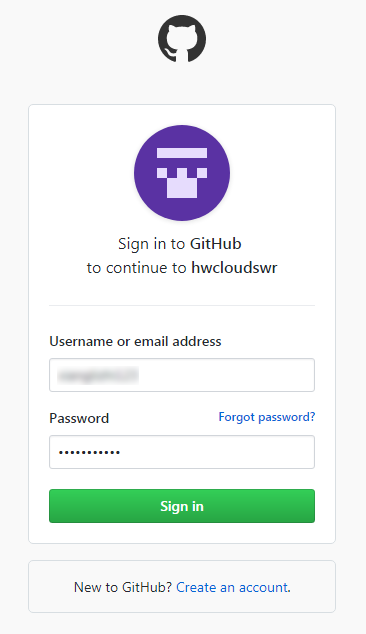 Sign in to GitHub
to continue to hwcloudswr
Username or email address
Password
Forgot password?
•••••••••••
Sign in
New to GitHub? Create an account.